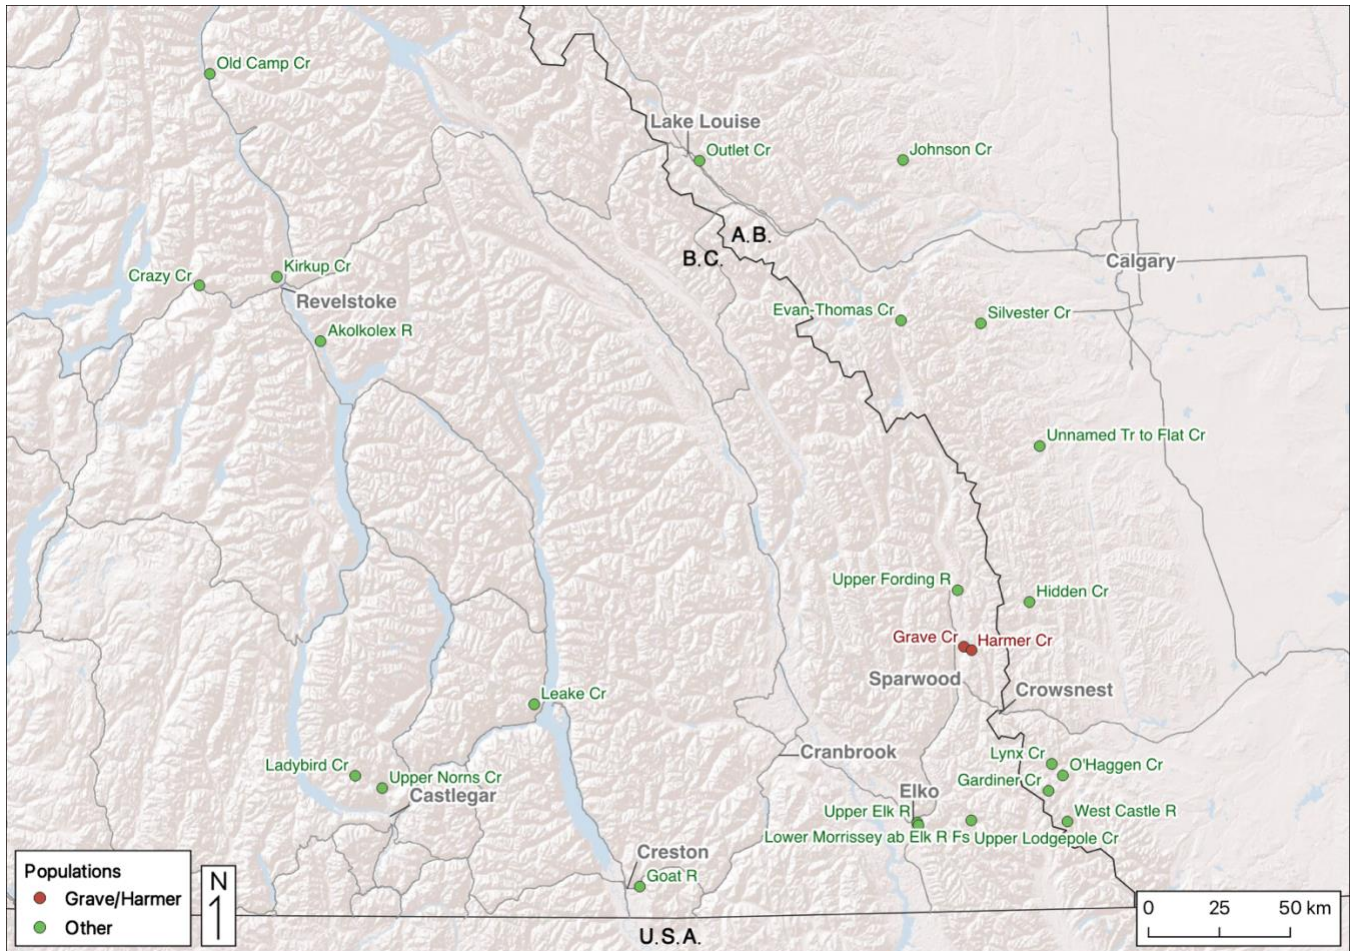 Old Camp Cr
Lake Louise
Outlet Cr
Johnson Cr
A.B.
B.C.
Calgary
Crazy Cr
Kirkup Cr
Revelstoke
Akolkolex R
Evan-Thomas Cr
Silvester Cr
Unnamed Tr to Flat Cr
Upper Fording R
Hidden Cr
Grave Cr
Harmer Cr
Sparwood
Crowsnest
Leake Cr
Cranbrook
Lynx Cr
O'Haggen Cr
Ladybird Cr
Upper Norns Cr
Gardiner Cr
Castlegar
Elko
Upper Elk R
West Castle R
Lower Morrissey ab Elk R Fs
Upper Lodgepole Cr
Creston
Goat R
Populations
Grave/Harmer
Other
N
0 25 50 km
U.S.A.